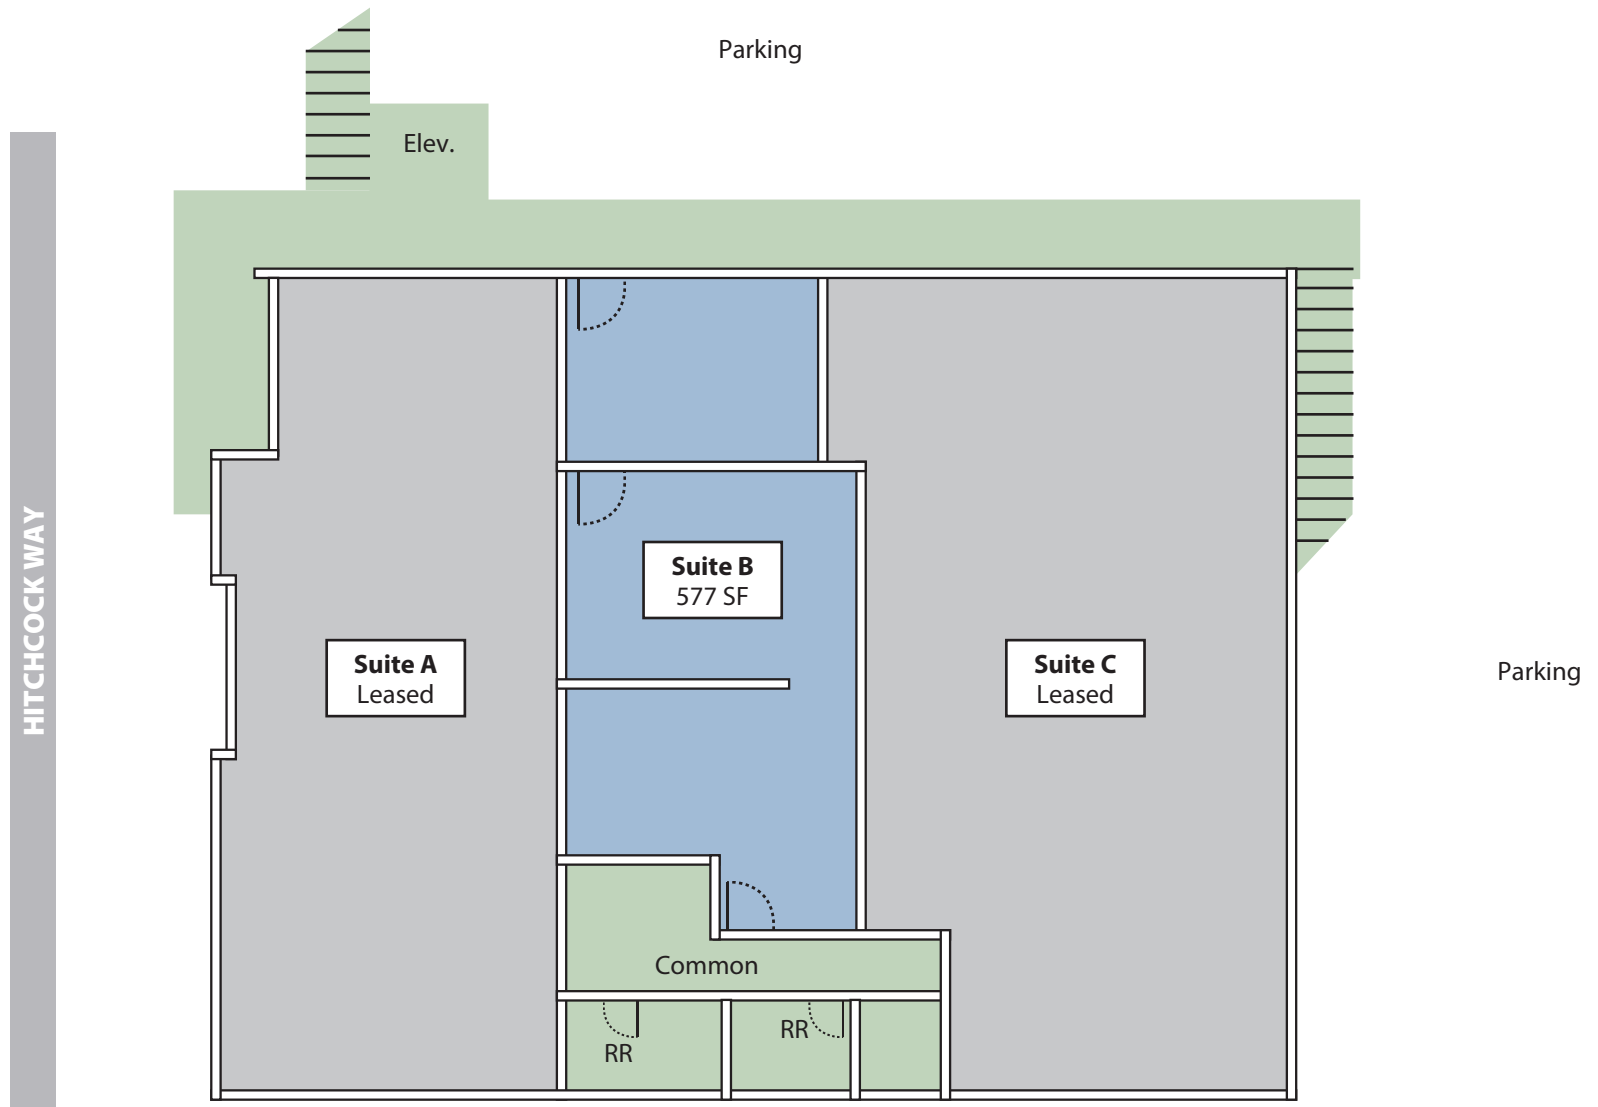 Parking
Elev.
HITCHCOCK WAY
Suite B
577 SF
Suite A
Leased
Suite C
Leased
Parking
Common
RR
RR